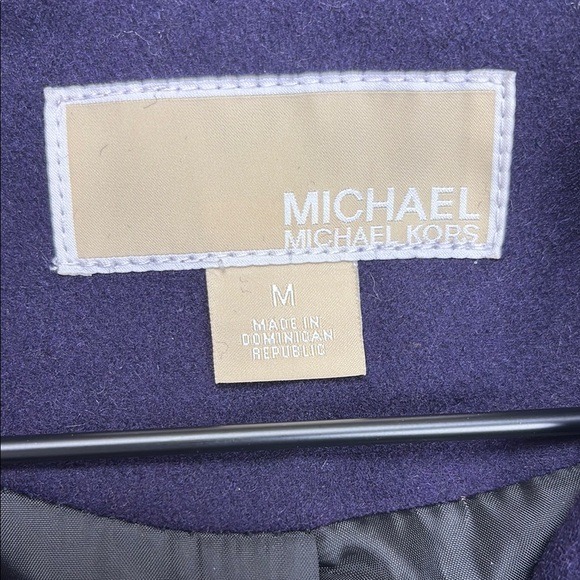 MICHAEL
MICHAEL KORS
M
MADE IN
DOMINICAN
REPUBLIC